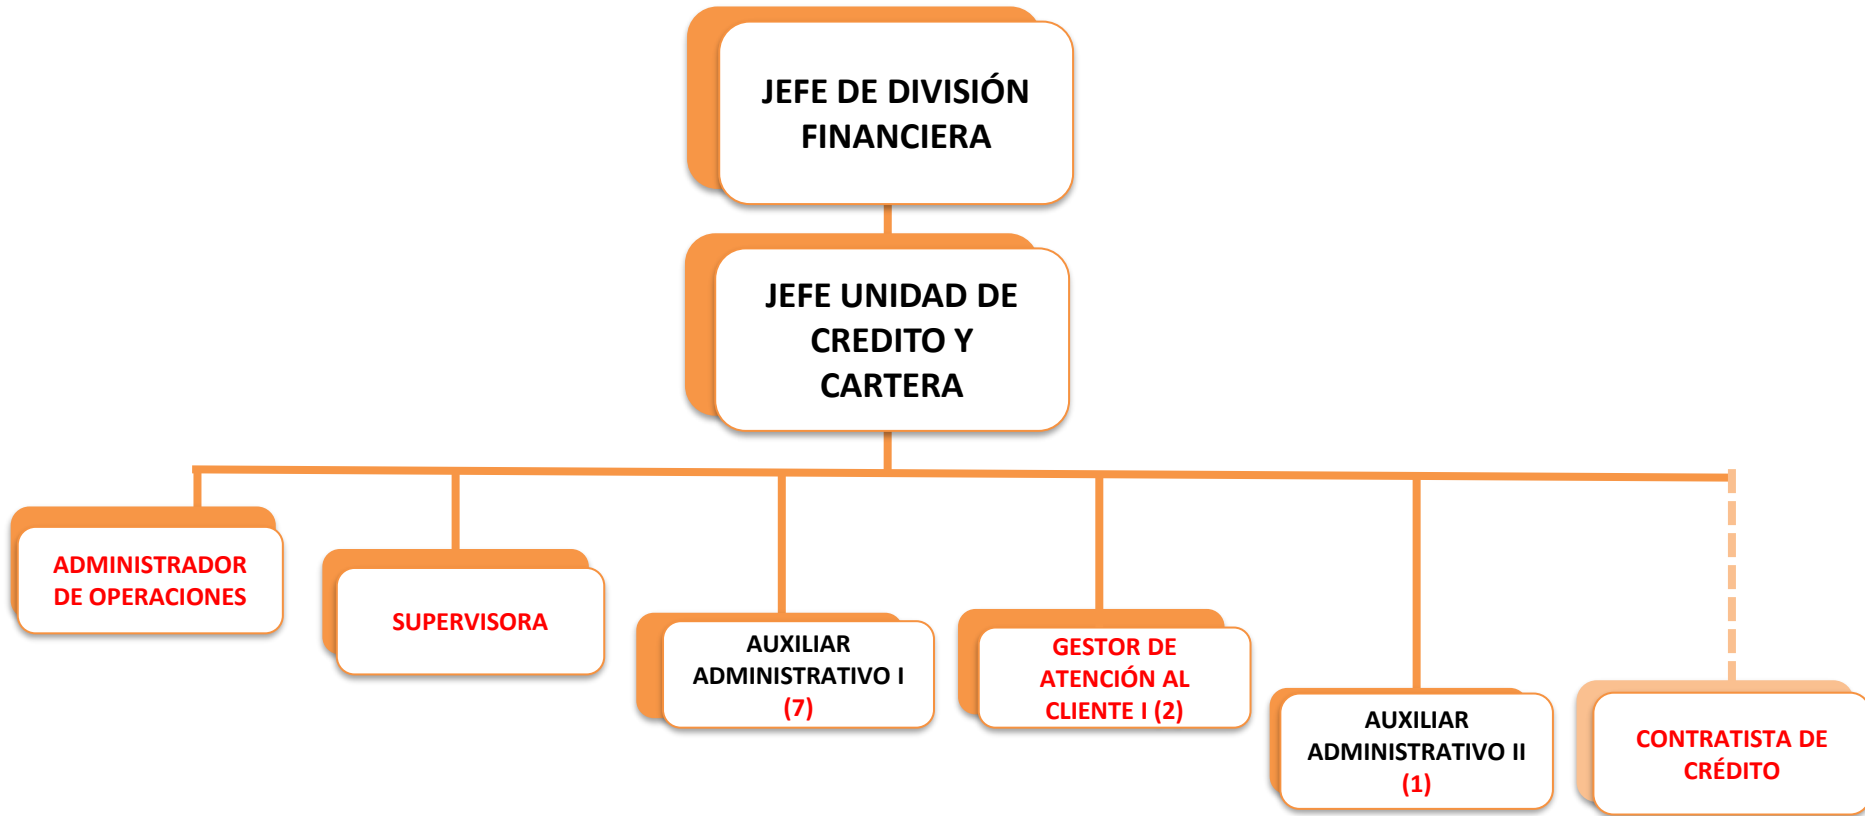 JEFE DE DIVISIÓN
FINANCIERA
JEFE UNIDAD DE
CREDITO Y
CARTERA
ADMINISTRADOR
DE OPERACIONES
SUPERVISORA
AUXILIAR
ADMINISTRATIVO I
(7)
GESTOR DE
ATENCIÓN AL
CLIENTE I (2)
AUXILIAR
ADMINISTRATIVO II
(1)
CONTRATISTA DE
CRÉDITO